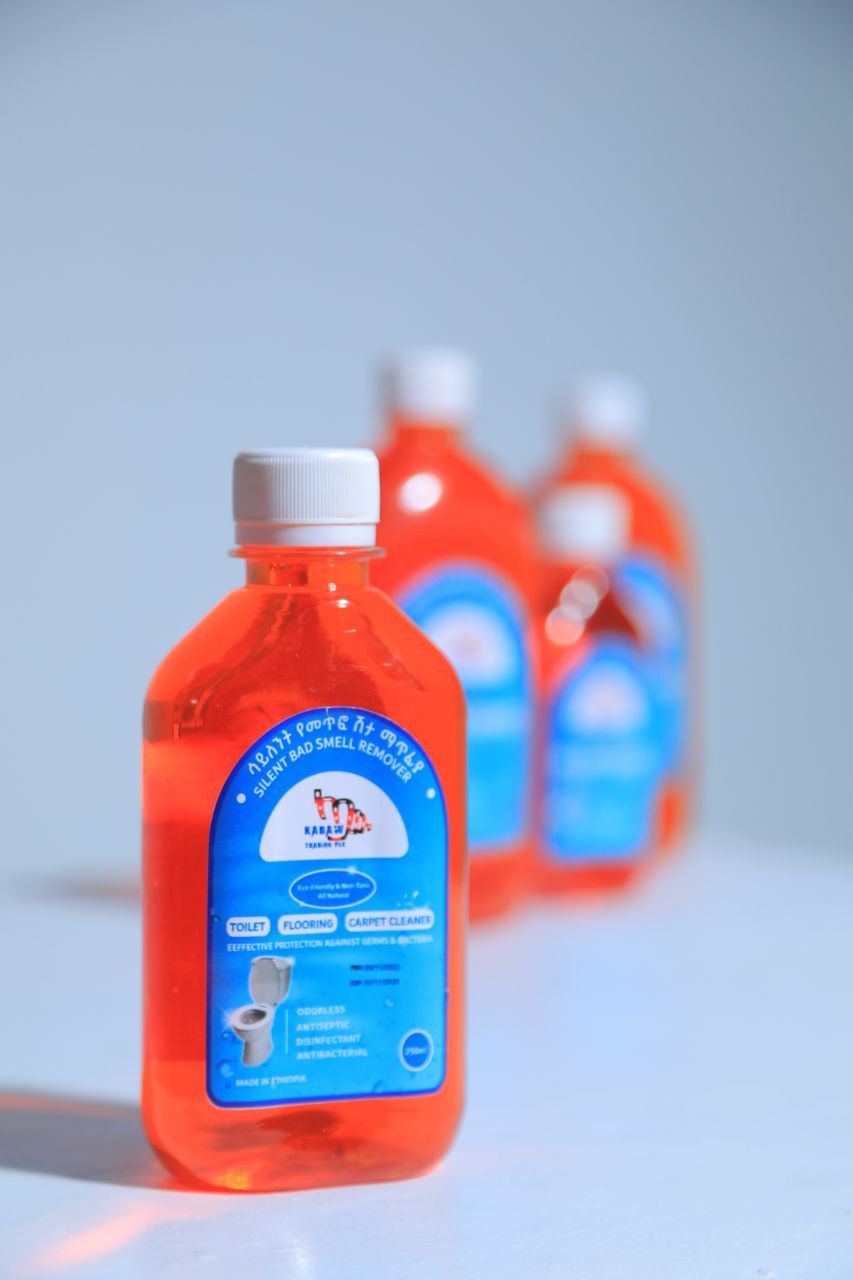 ሳይለንት የመጥፎ ሽታ ማጥፊያ
SILENT BAD SMELL REMOVER
TRADING PLC
Eco-Friendly & Non-Toxic
All Natural
TOILET
FLOORING
CARPET CLEANER
EEFFECTIVE PROTECTION AGAINIST GERMS & BACTERIA
ODORLESS
ANTISEPTIC
DISINFECTANT
ANTIBACTERIAL
250ml
MADE IN ETHIOPIA